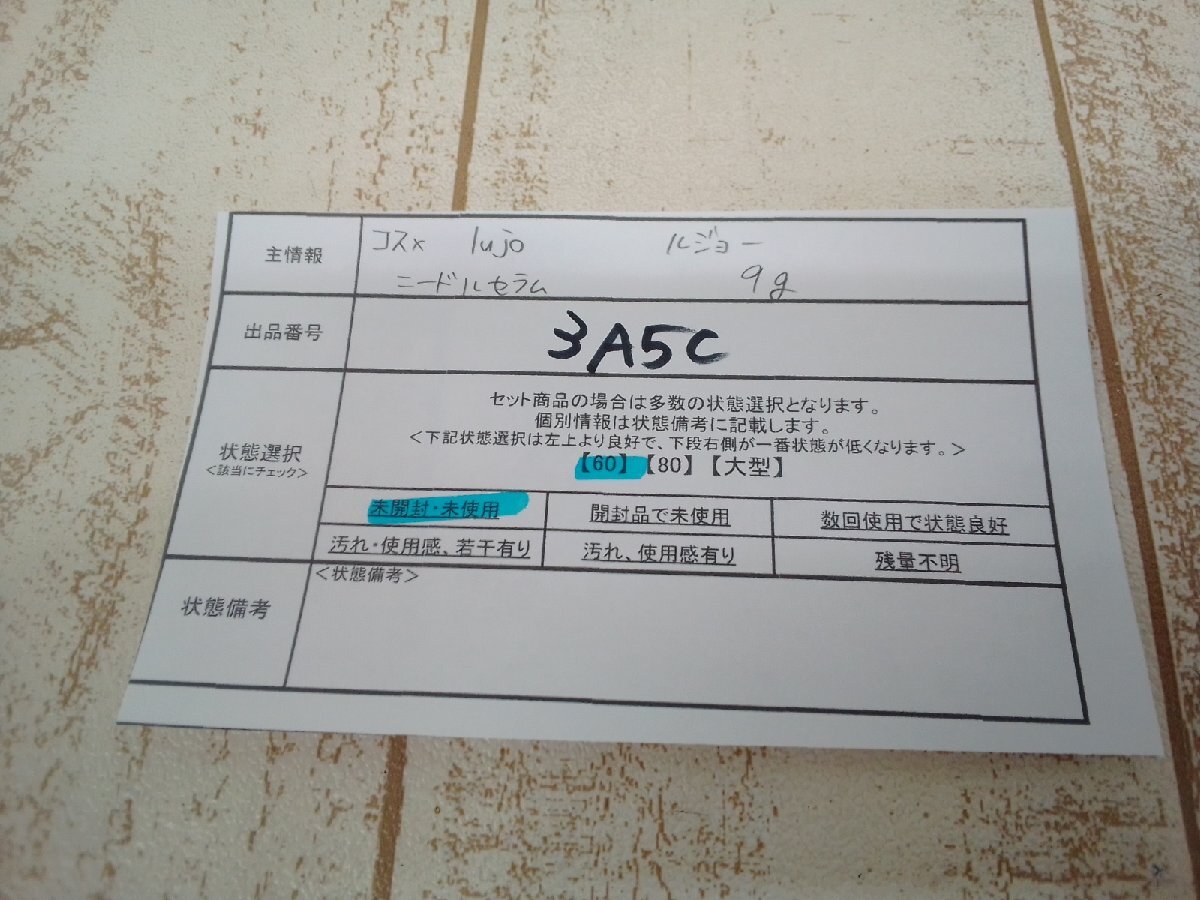 主情報
コスメ lujo ルジョー
ニードルセラム 9g
出品番号
3A5C
状態選択
<該当にチェック>
セット商品の場合は多数の状態選択となります。
個別情報は状態備考に記載します。
<下記状態選択は左上より良好で、下段右側が一番状態が低くなります。>
【60】【80】【大型】
未開封・未使用 開封品で未使用 数回使用で状態良好
汚れ・使用感、若干有り 汚れ、使用感有り 残量不明
状態備考
<状態備考>